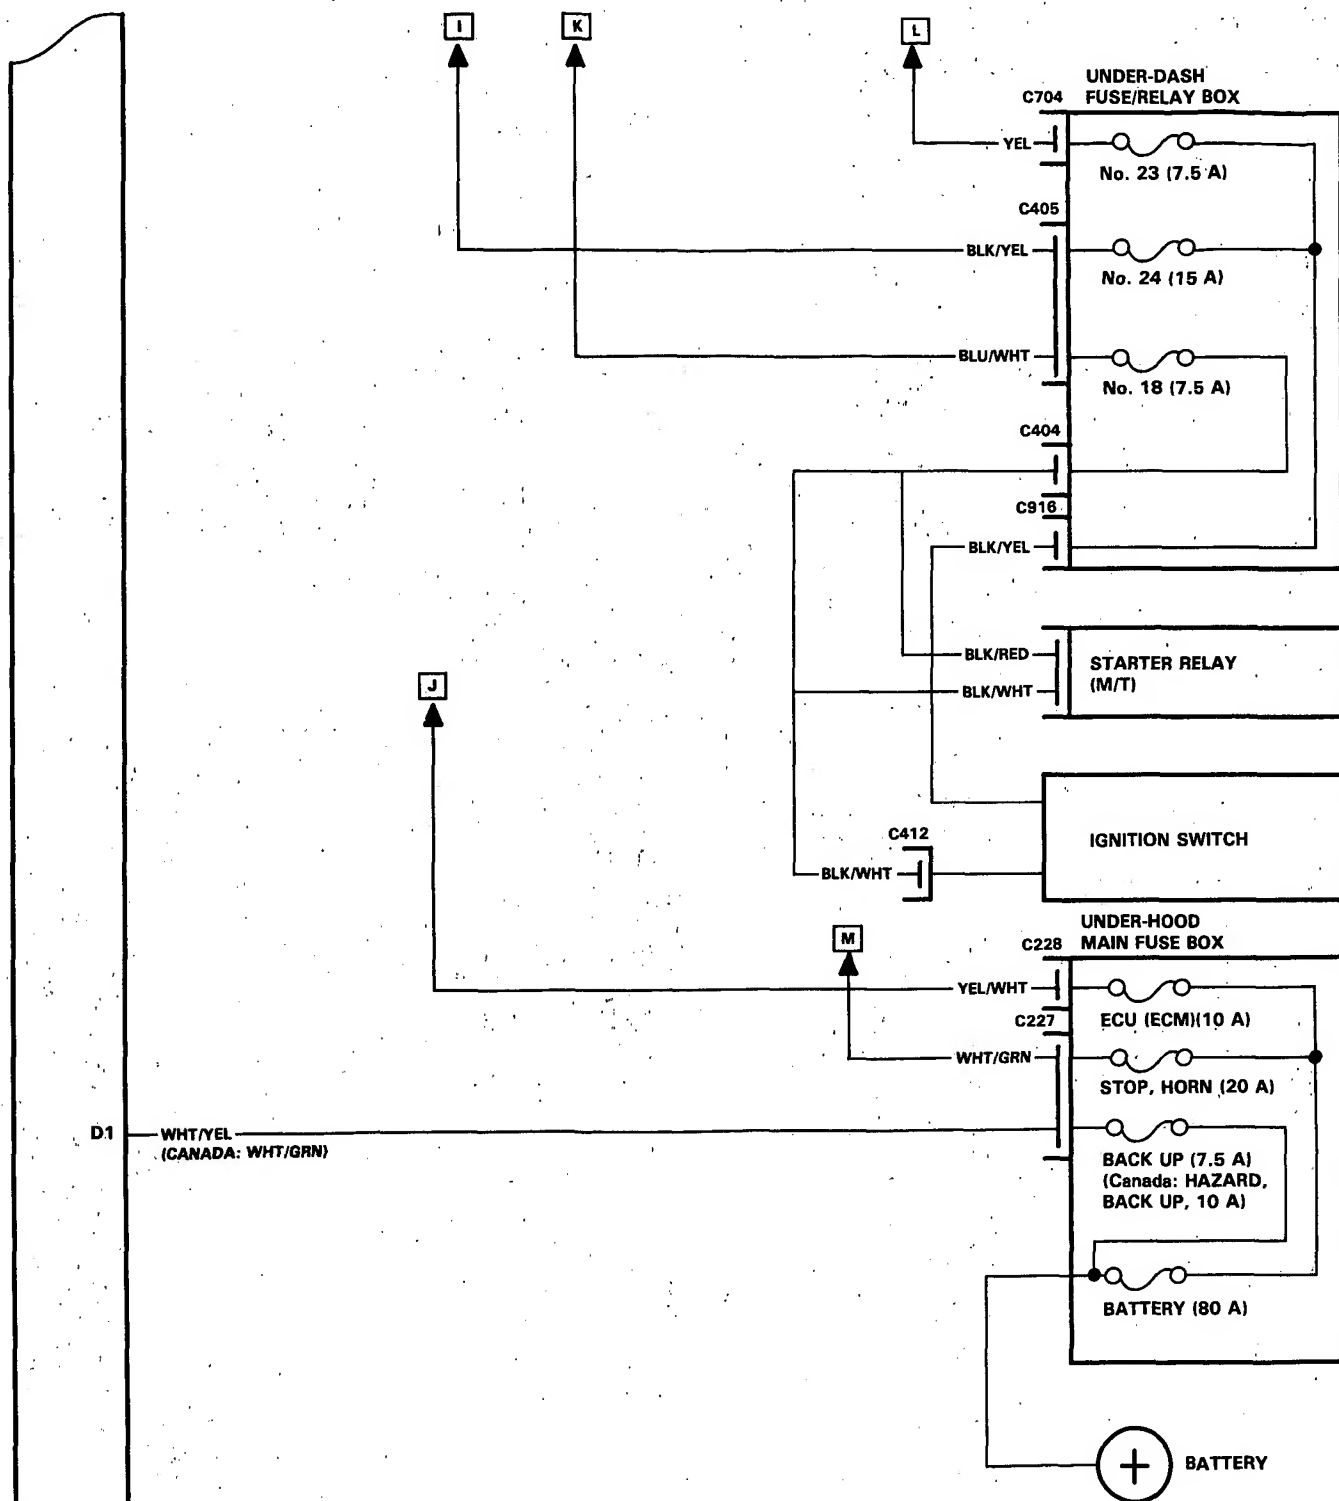 I
K
L
UNDER-DASH
FUSE/RELAY BOX
C704
YEL
No. 23 (7.5 A)
C405
BLK/YEL
No. 24 (15 A)
BLU/WHT
No. 18 (7.5 A)
C404
C916
BLK/YEL
BLK/RED
STARTER RELAY
(M/T)
BLK/WHT
J
IGNITION SWITCH
C412
BLK/WHT
UNDER-HOOD
MAIN FUSE BOX
M
C228
YEL/WHT
ECU (ECM)(10 A)
C227
WHT/GRN
STOP, HORN (20 A)
D1
WHT/YEL
(CANADA: WHT/GRN)
BACK UP (7.5 A)
(Canada: HAZARD,
BACK UP, 10 A)
BATTERY (80 A)
+
BATTERY